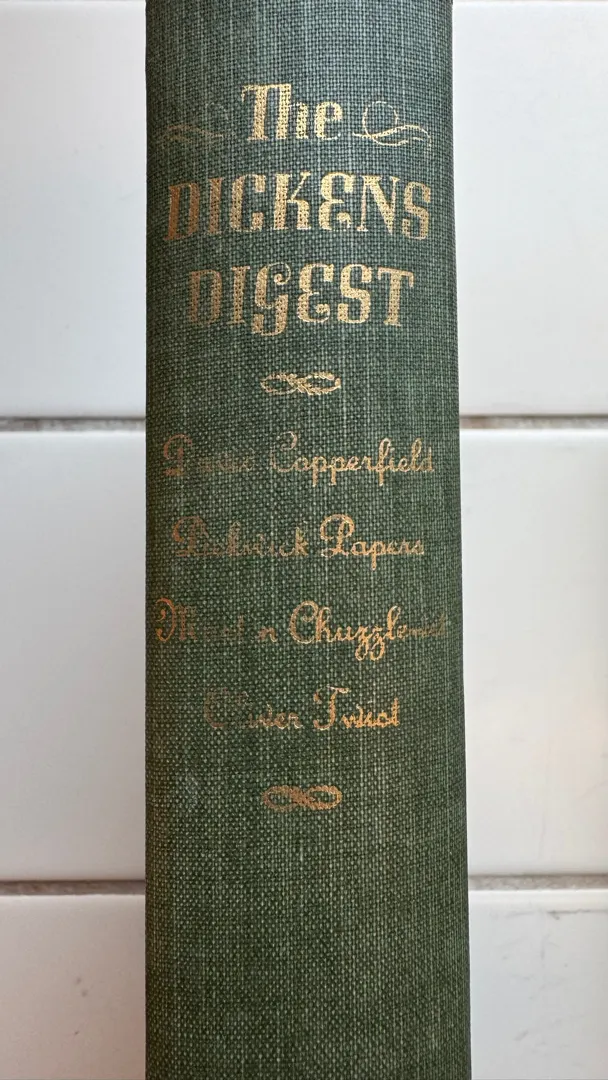 The
DICKENS
DIGEST
David Copperfield
Pickwick Papers
Martin Chuzzlewit
Oliver Twist